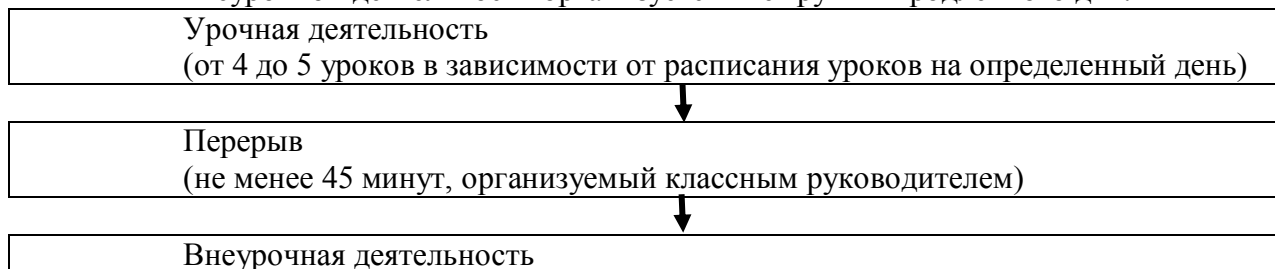 Урочная деятельность
(от 4 до 5 уроков в зависимости от расписания уроков на определенный день)
Перерыв
(не менее 45 минут, организуемый классным руководителем)
Внеурочная деятельность